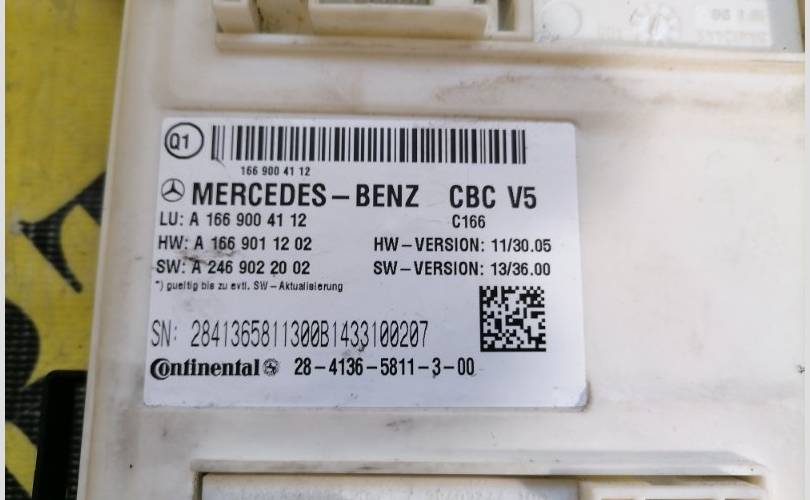 Q1
166 900 41 12
MERCEDES-BENZ CBC V5
LU: A 166 900 41 12 C166
HW: A 166 901 12 02 HW-VERSION: 11/30.05
SW: A 246 902 20 02 SW-VERSION: 13/36.00
*) gueltig bis zu evtl. SW-Aktualisierung
SN: 2841365811300B1433100207
Continental 28-4136-5811-3-00